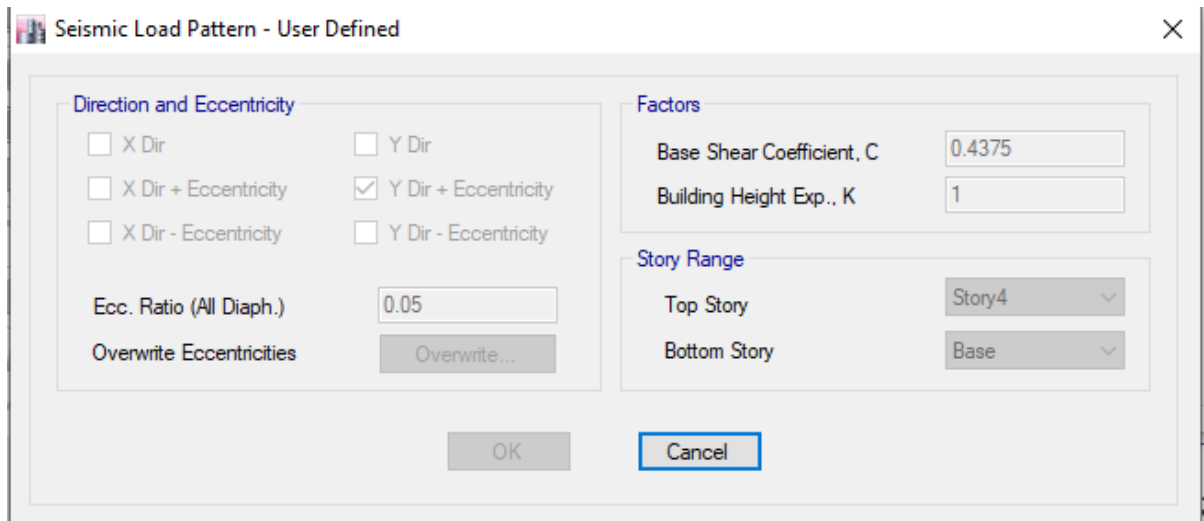 Seismic Load Pattern - User Defined
Direction and Eccentricity
X Dir
Y Dir
X Dir + Eccentricity
Y Dir + Eccentricity
X Dir - Eccentricity
Y Dir - Eccentricity
Ecc. Ratio (All Diaph.)
0.05
Overwrite Eccentricities
Overwrite...
Factors
Base Shear Coefficient, C
0.4375
Building Height Exp., K
1
Story Range
Top Story
Story4
Bottom Story
Base
OK
Cancel